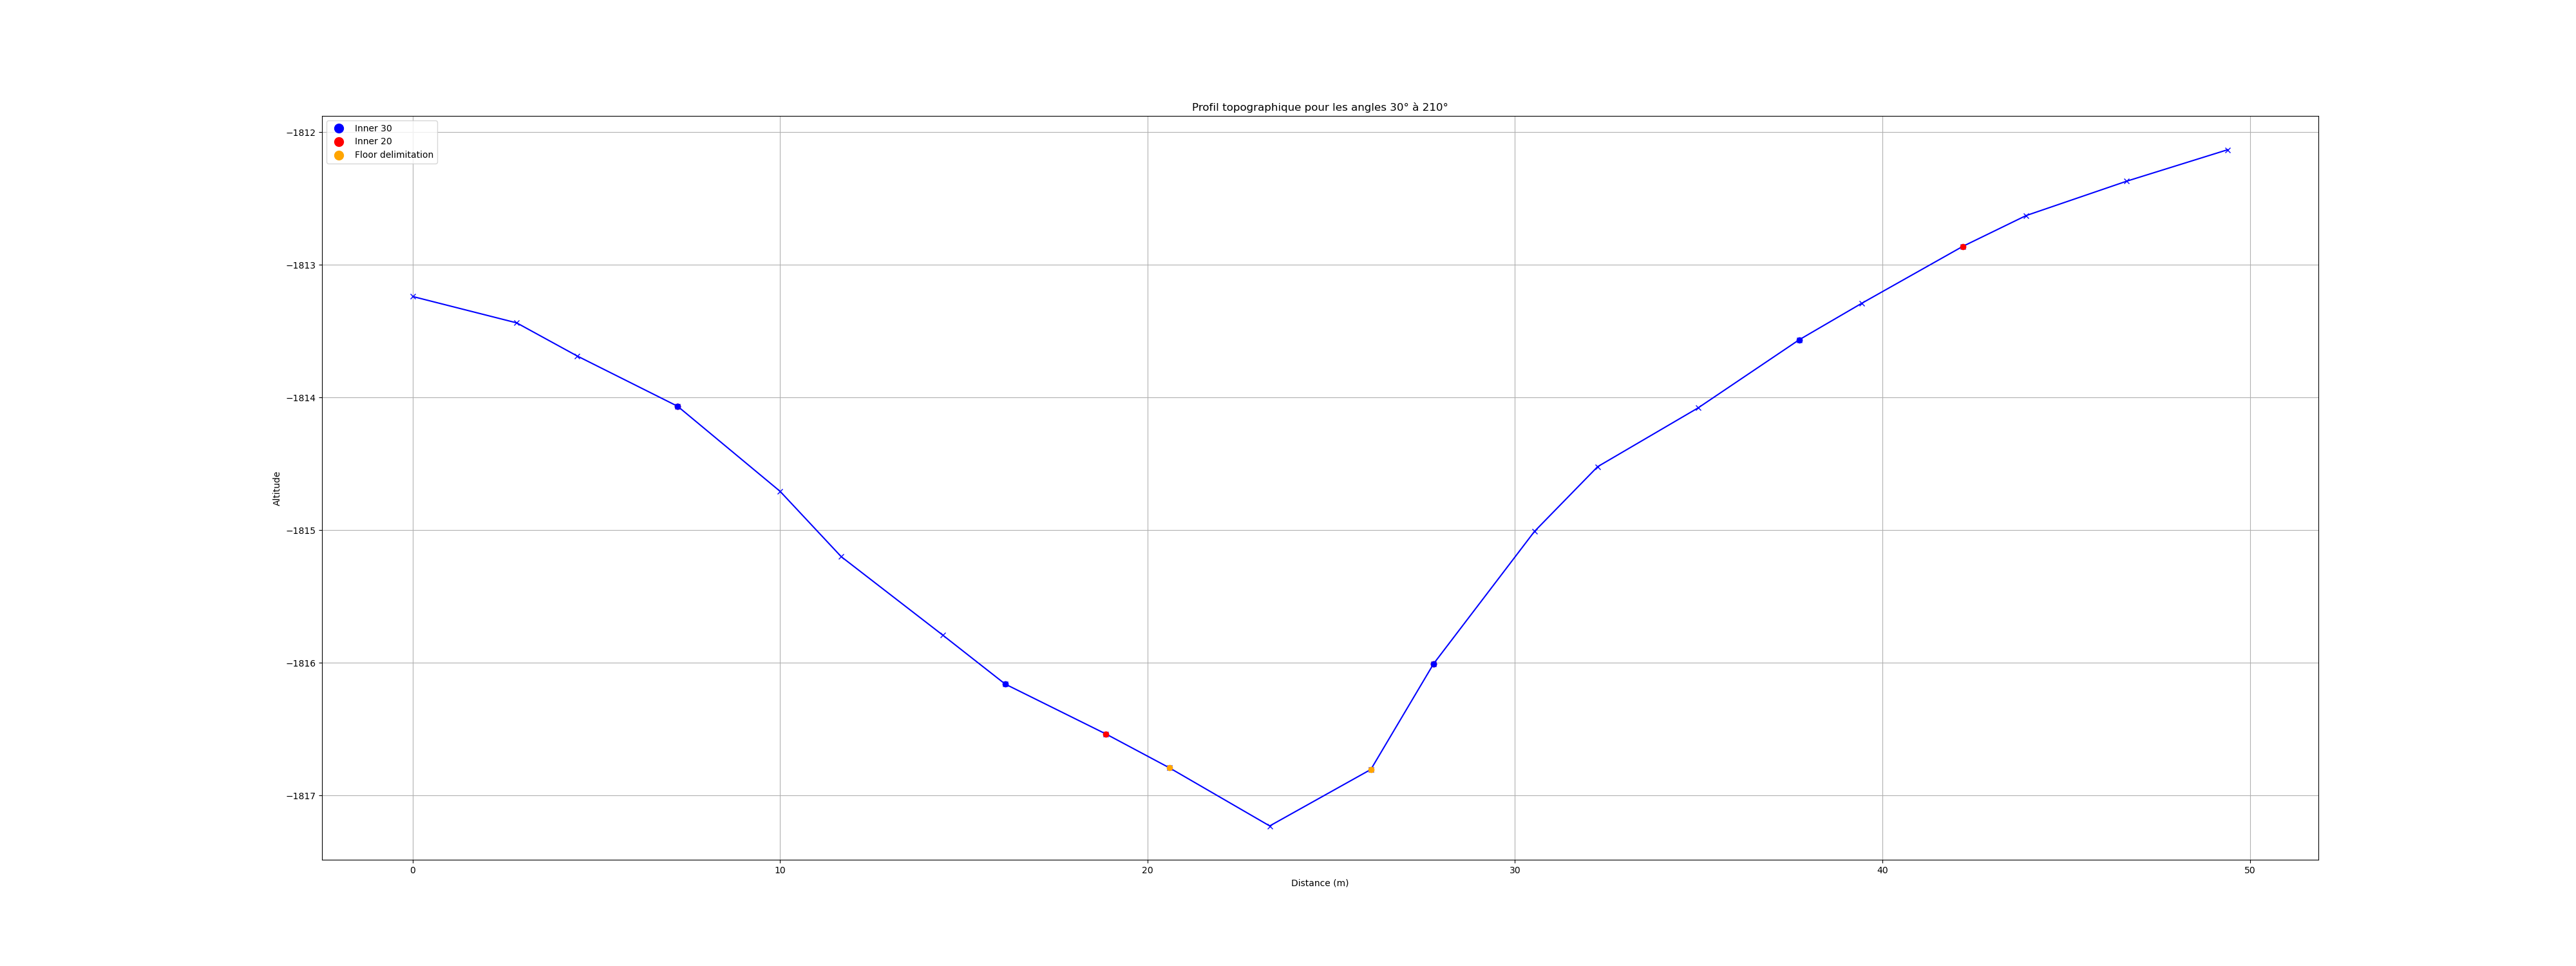 Profil topographique pour les angles 30° à 210°
Inner 30
Inner 20
Floor delimitation
−1812
−1813
−1814
−1815
−1816
−1817
Altitude
0 10 20 30 40 50
Distance (m)